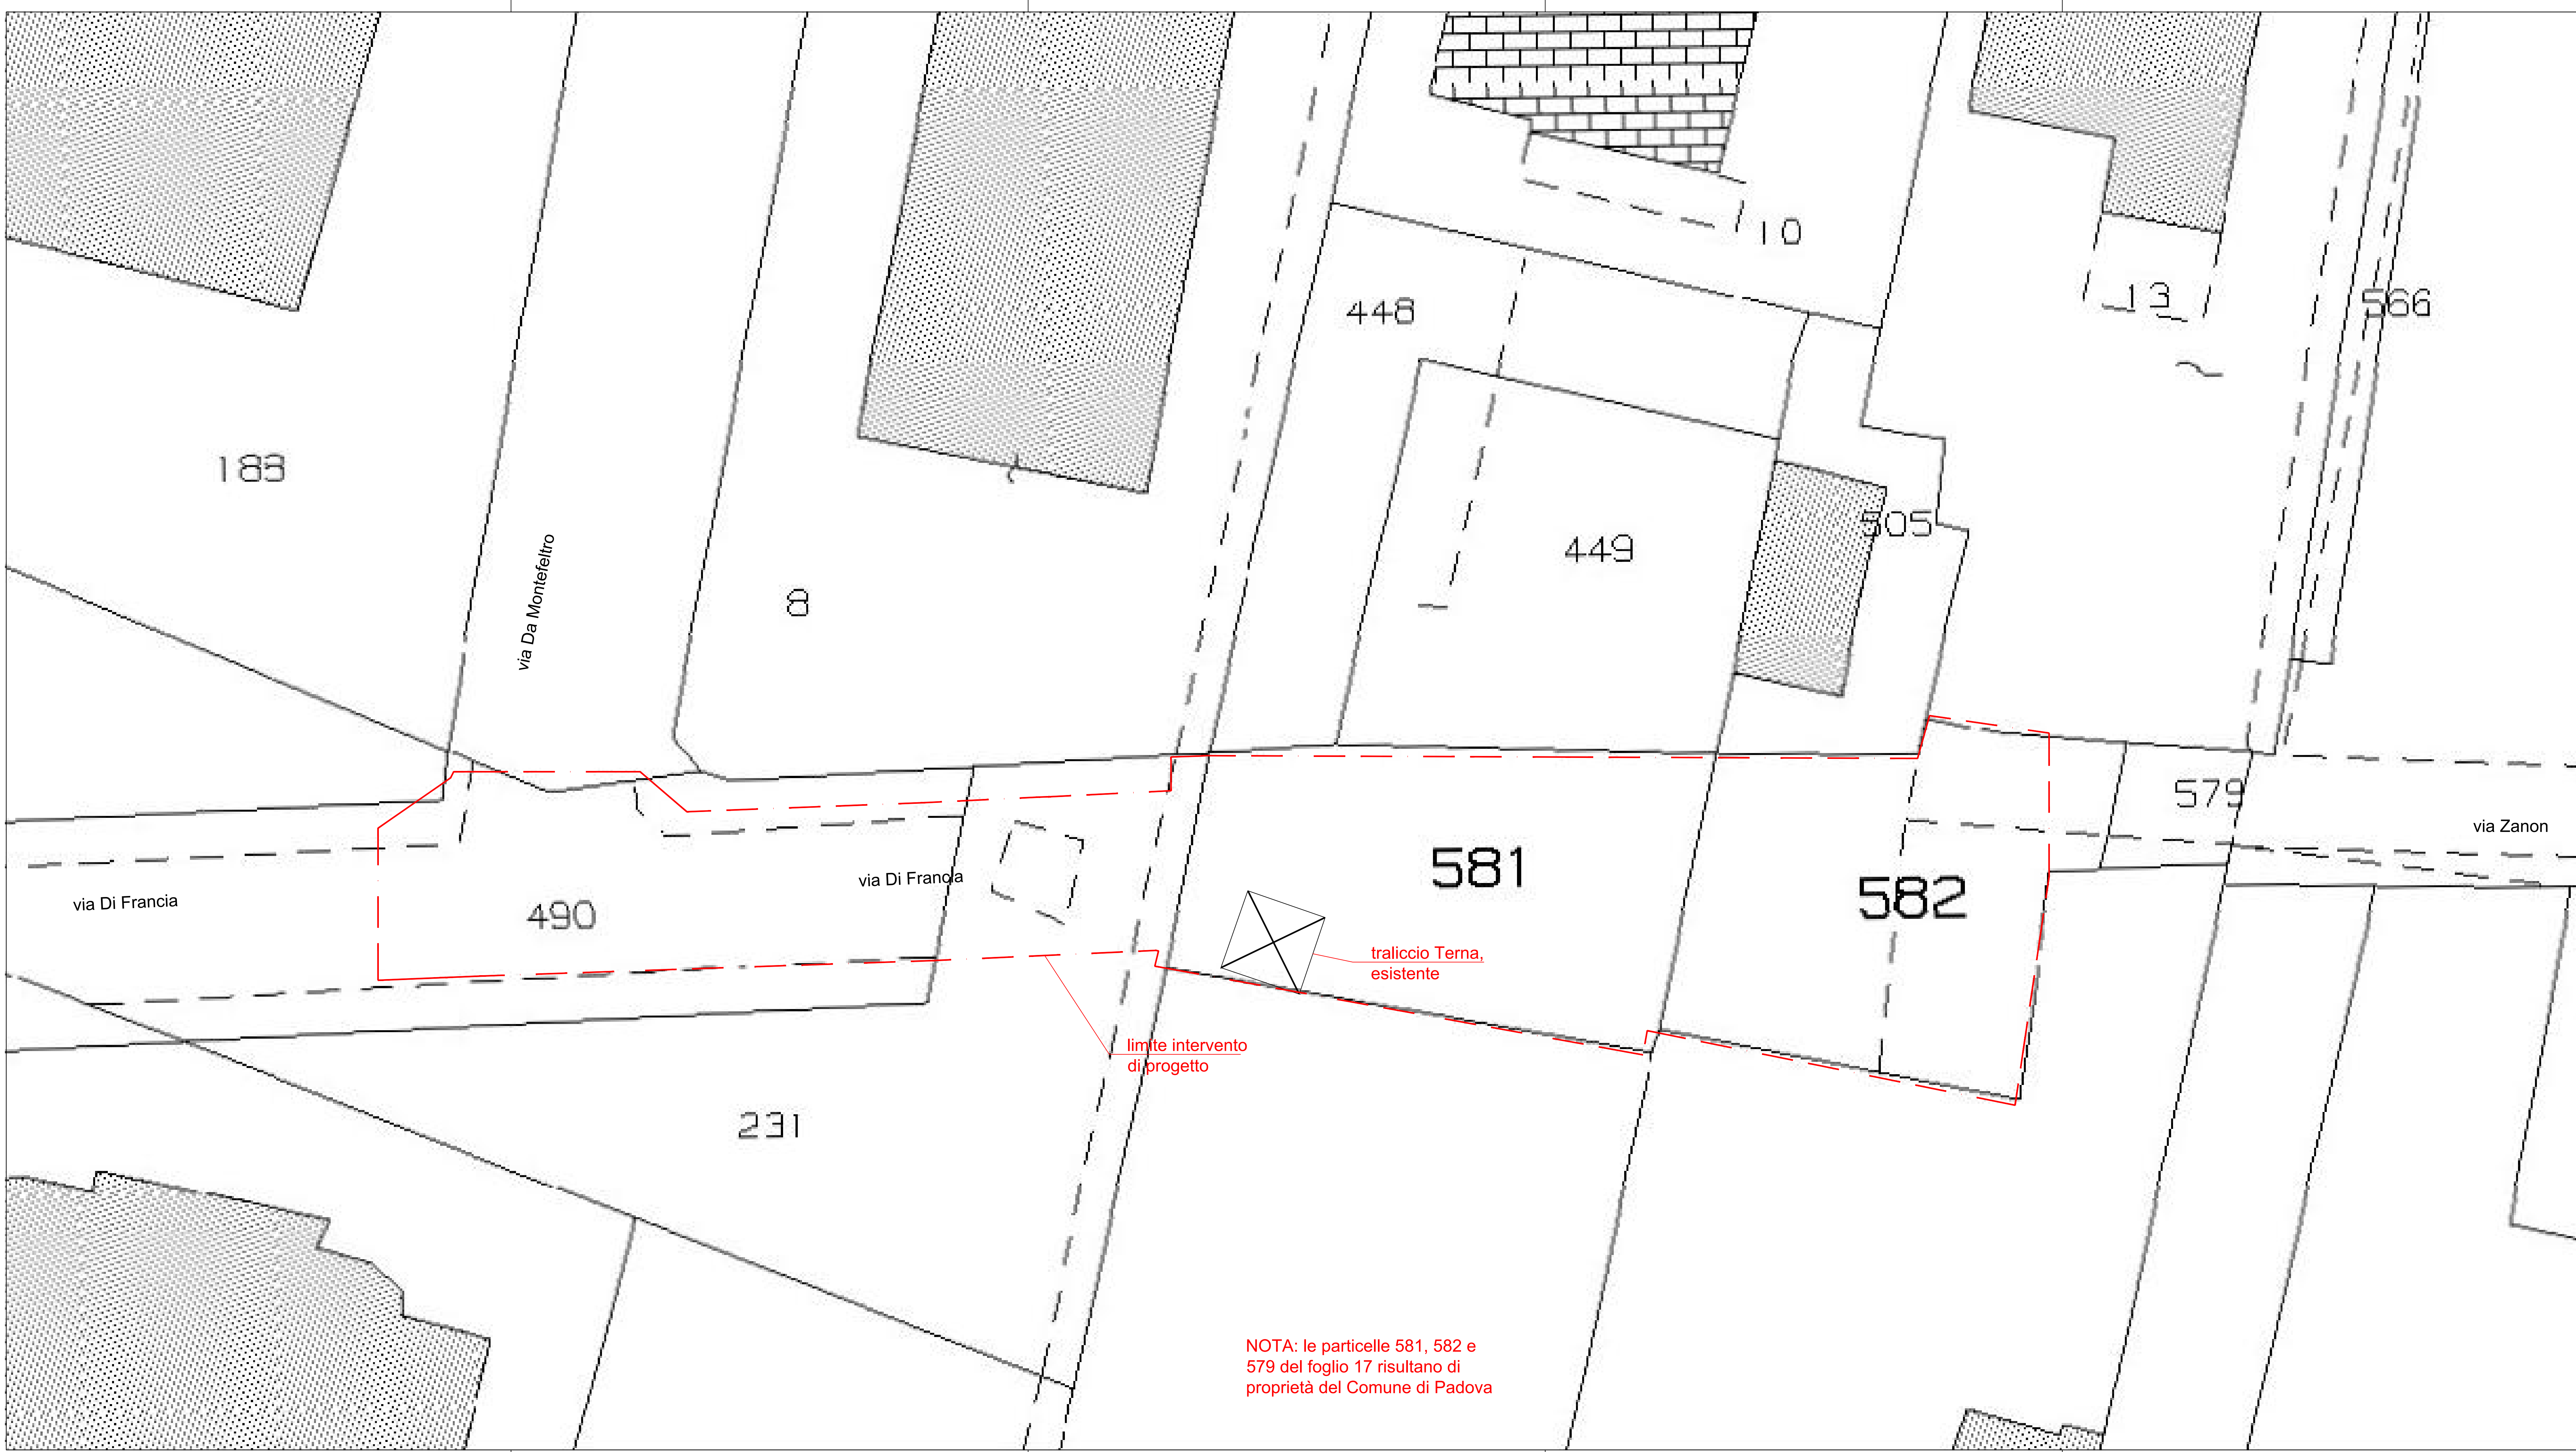 10
13
566
448
183
449
505
8
via Da Montefeltro
579
via Zanon
581
582
via Di Francia
via Di Francia
490
traliccio Terna,
esistente
limite intervento
di progetto
231
NOTA: le particelle 581, 582 e
579 del foglio 17 risultano di
proprietà del Comune di Padova